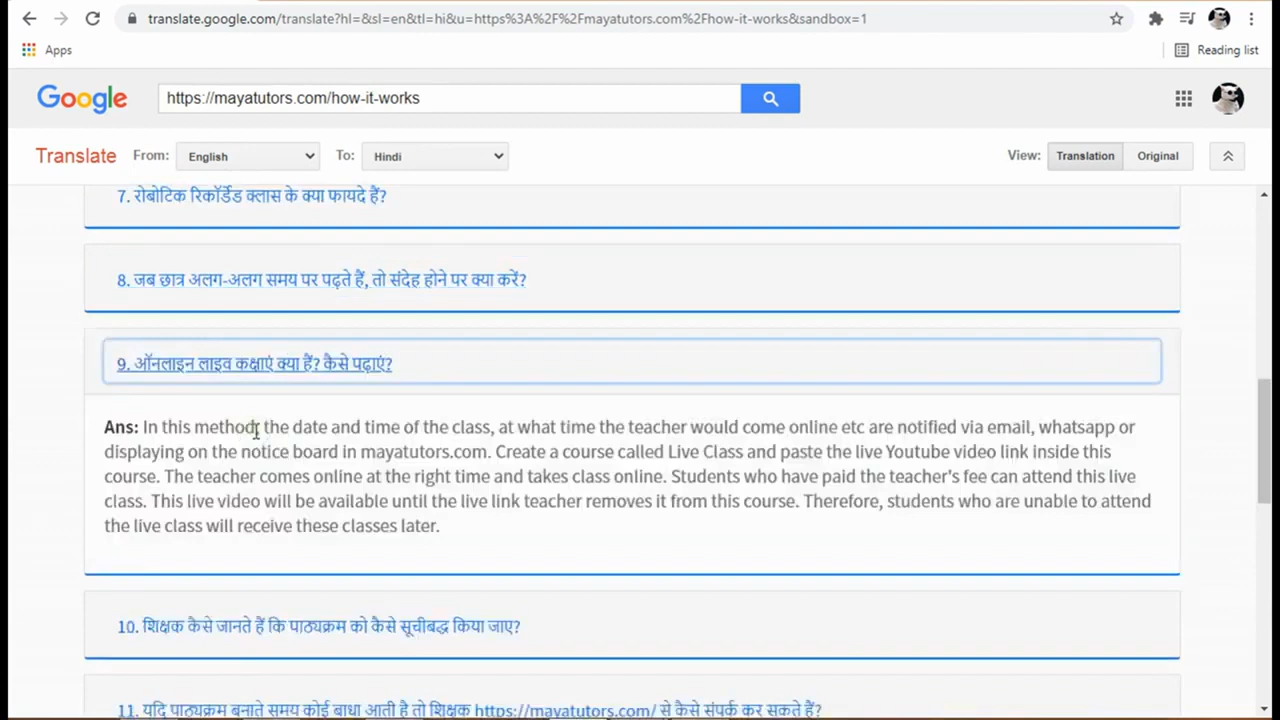 translate.google.com/translate?hl=&sl=en&tl=hi&u=https%3A%2F%2Fmayatutors.com%2Fhow-it-works&sandbox=1
Apps
Reading list
Google
https://mayatutors.com/how-it-works
Translate From: English To: Hindi View: Translation Original
7. रोबोटिक रिकॉर्डेड क्लास के क्या फायदे हैं?
8. जब छात्र अलग-अलग समय पर पढ़ते हैं, तो संदेह होने पर क्या करें?
9. ऑनलाइन लाइव कक्षाएं क्या हैं? कैसे पढ़ाएं?
Ans: In this method, the date and time of the class, at what time the teacher would come online etc are notified via email, whatsapp or
displaying on the notice board in mayatutors.com. Create a course called Live Class and paste the live Youtube video link inside this
course. The teacher comes online at the right time and takes class online. Students who have paid the teacher's fee can attend this live
class. This live video will be available until the live link teacher removes it from this course. Therefore, students who are unable to attend
the live class will receive these classes later.
10. शिक्षक कैसे जानते हैं कि पाठ्यक्रम को कैसे सूचीबद्ध किया जाए?
11. यदि पाठ्यक्रम बनाते समय कोई बाधा आती है तो शिक्षक https://mayatutors.com/ से कैसे संपर्क कर सकते हैं?